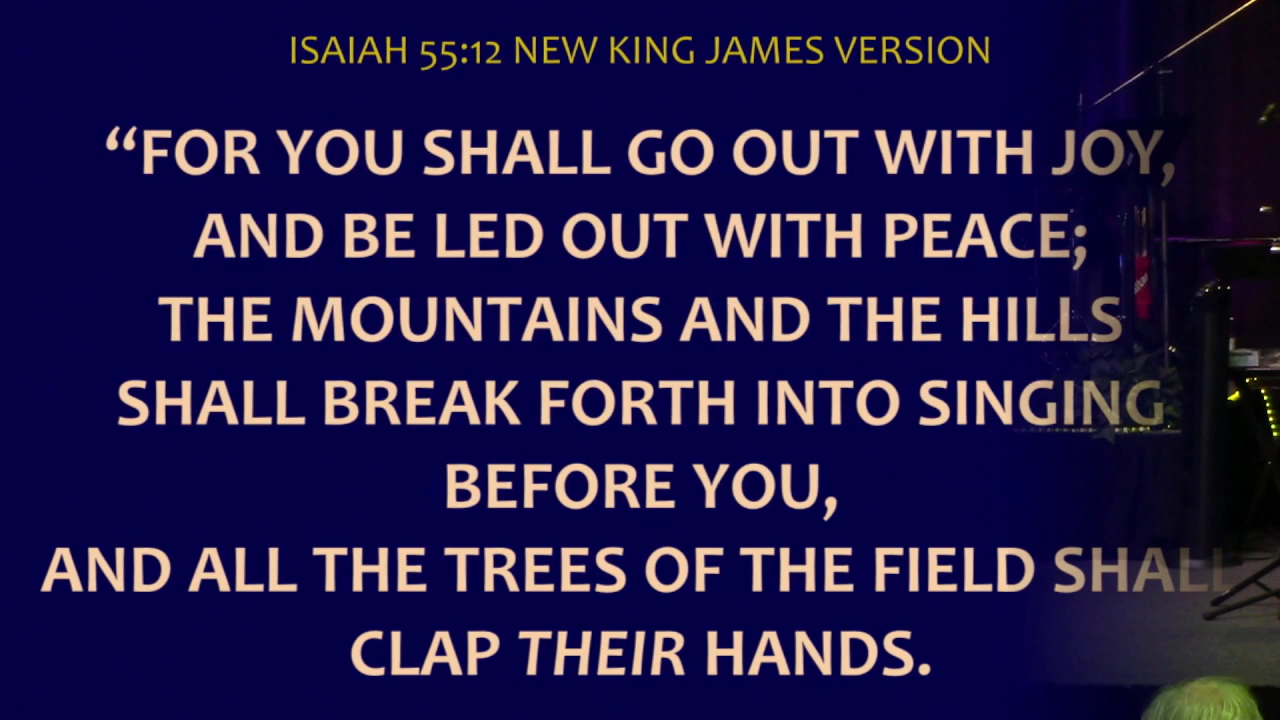 ISAIAH 55:12 NEW KING JAMES VERSION
“FOR YOU SHALL GO OUT WITH JOY,
AND BE LED OUT WITH PEACE;
THE MOUNTAINS AND THE HILLS
SHALL BREAK FORTH INTO SINGING
BEFORE YOU,
AND ALL THE TREES OF THE FIELD SHALL
CLAP THEIR HANDS.